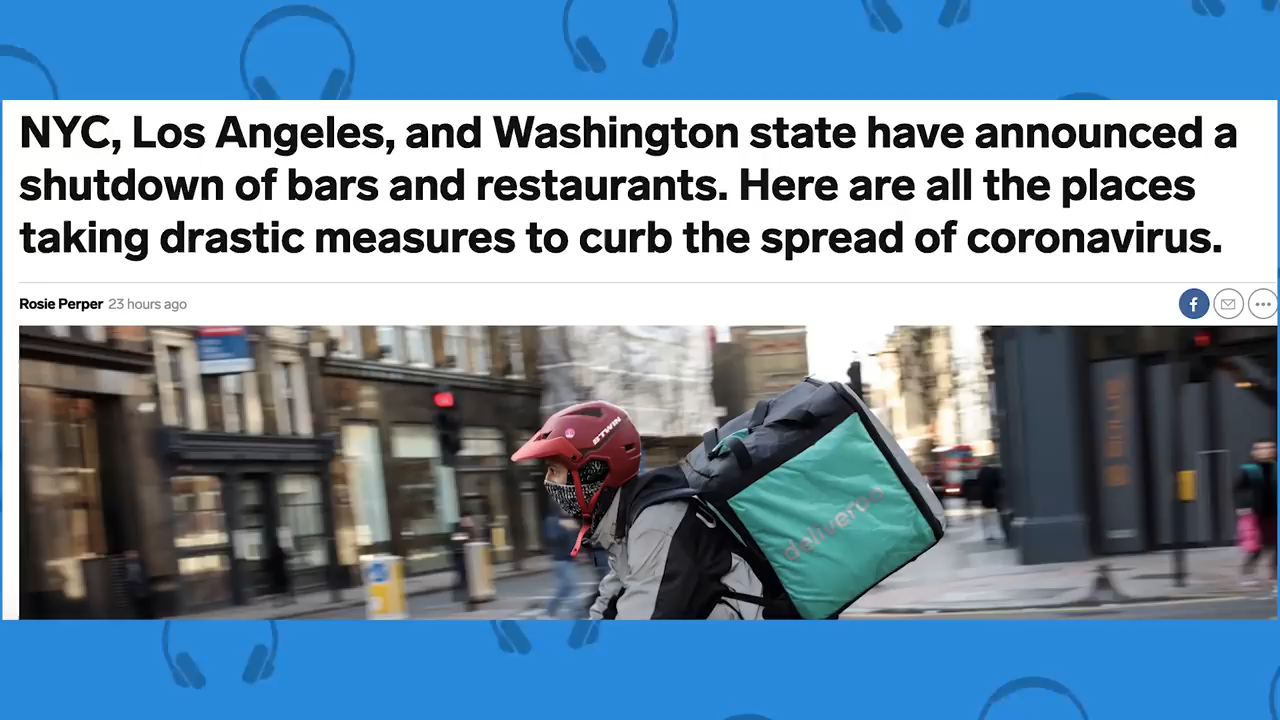 NYC, Los Angeles, and Washington state have announced a
shutdown of bars and restaurants. Here are all the places
taking drastic measures to curb the spread of coronavirus.
Rosie Perper 23 hours ago
f
BTWIN
deliveroo